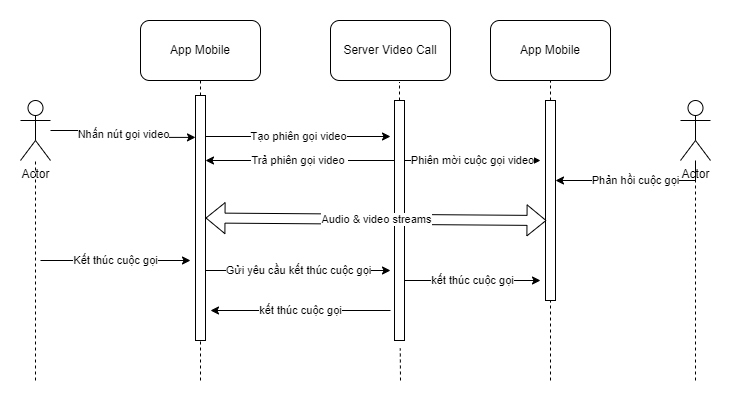 App Mobile
Server Video Call
App Mobile
Nhấn nút gọi video
Tạo phiên gọi video
Trả phiên gọi video
Phiên mời cuộc gọi video
Actor
Actor
Phản hồi cuộc gọi
Audio & video streams
Kết thúc cuộc gọi
Gửi yêu cầu kết thúc cuộc gọi
kết thúc cuộc gọi
kết thúc cuộc gọi